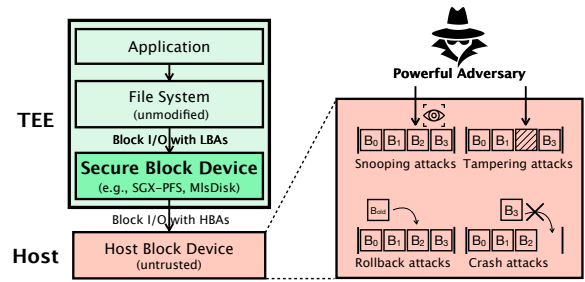 Application
File System
(unmodified)
TEE
Block I/O with LBAs
Secure Block Device
(e.g., SGX-PFS, MlsDisk)
Block I/O with HBAs
Host
Host Block Device
(untrusted)
Powerful Adversary
B0 B1 B2 B3
Snooping attacks
B0 B1 B3
Tampering attacks
Bold
B0 B1 B2 B3
Rollback attacks
B3
B0 B1 B2
Crash attacks